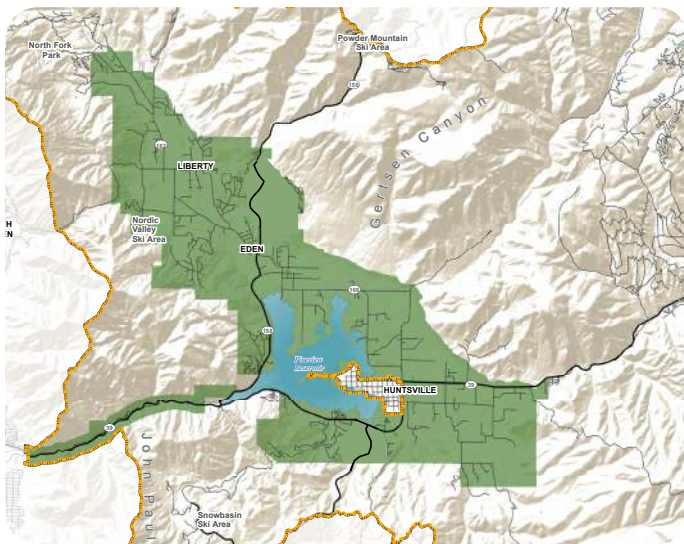 North Fork
Park
Powder Mountain
Ski Area
158
Gertsen Canyon
162
LIBERTY
Nordic
Valley
Ski Area
EDEN
166
158
Pineview
Reservoir
HUNTSVILLE
39
39
John Paul
Snowbasin
Ski Area